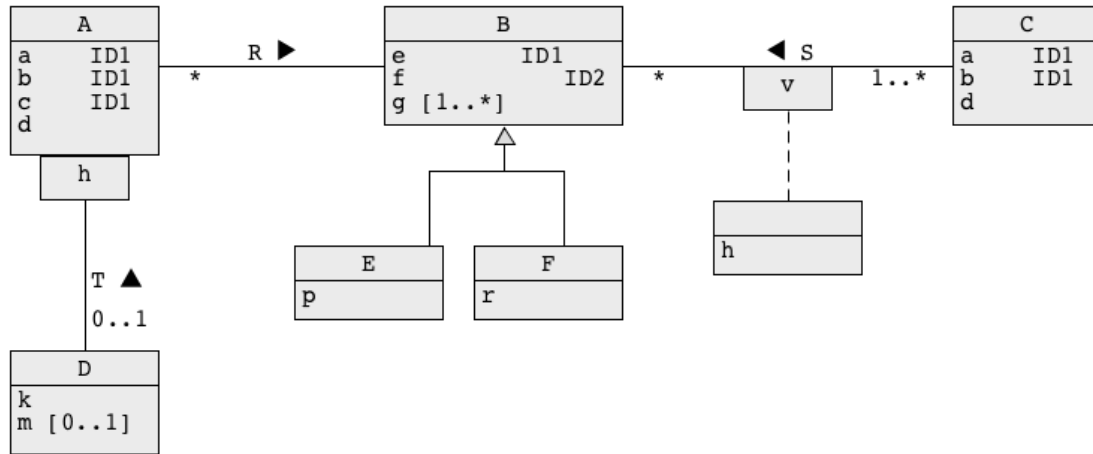 A
a ID1
b ID1
c ID1
d
h
R ▶
*
B
e ID1
f ID2
g [1..*]
*
◀ S
v
1..*
C
a ID1
b ID1
d
h
E
p
F
r
T ▲
0..1
D
k
m [0..1]